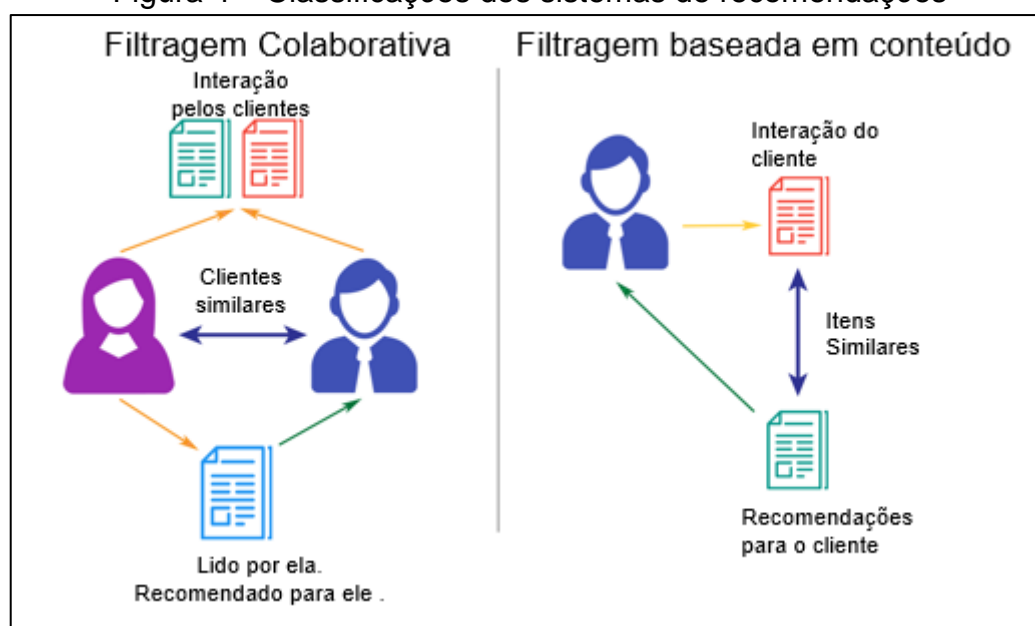 Filtragem Colaborativa
Interação
pelos clientes
Clientes
similares
Lido por ela.
Recomendado para ele .
Filtragem baseada em conteúdo
Interação do
cliente
Itens
Similares
Recomendações
para o cliente